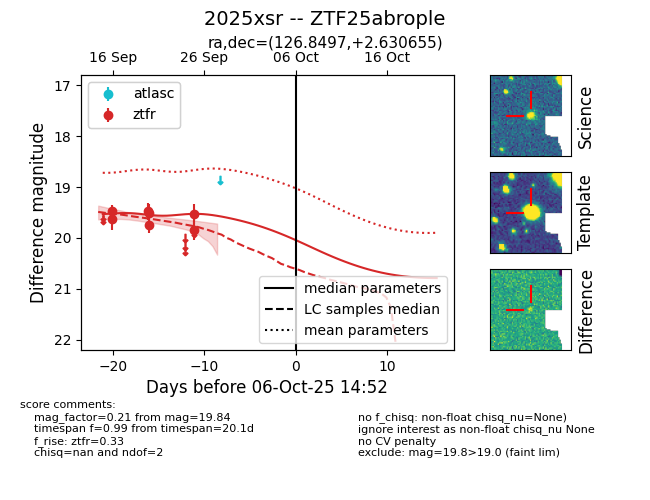 2025xsr -- ZTF25abrople
ra,dec=(126.8497,+2.630655)
16 Sep 26 Sep 06 Oct 16 Oct
17
18
19
20
21
22
Difference magnitude
atlasc
ztfr
median parameters
LC samples median
mean parameters
−20 −10 0 10
Days before 06-Oct-25 14:52
Science
Template
Difference
score comments:
mag_factor=0.21 from mag=19.84
timespan f=0.99 from timespan=20.1d
f_rise: ztfr=0.33
chisq=nan and ndof=2
no f_chisq: non-float chisq_nu=None)
ignore interest as non-float chisq_nu None
no CV penalty
exclude: mag=19.8>19.0 (faint lim)